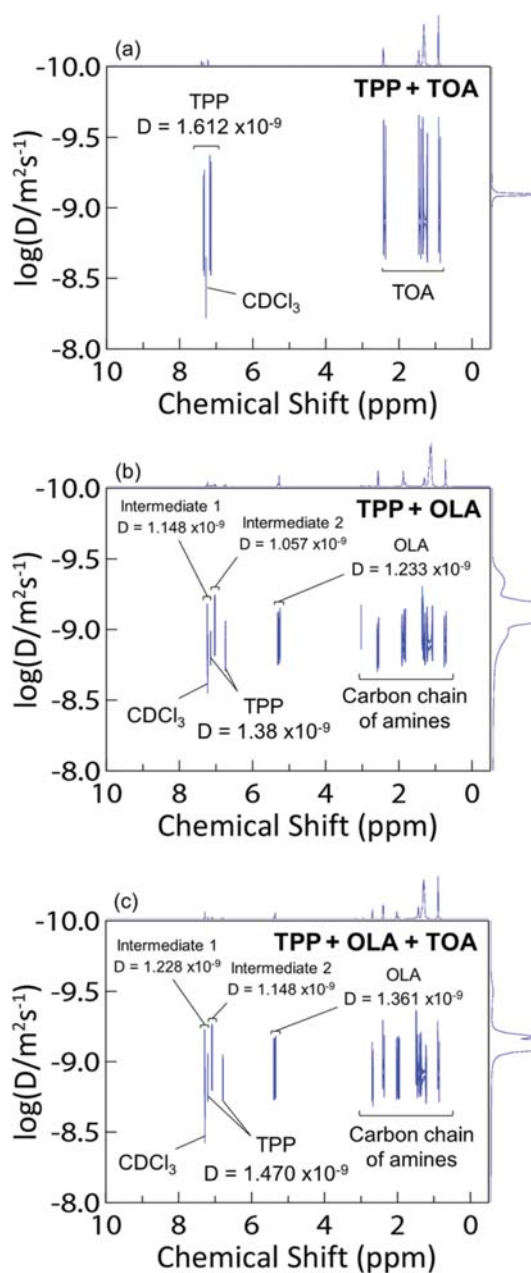 (a)
TPP + TOA
TPP
D = 1.612 x10-9
CDCl3
TOA
-10.0
-9.5
-9.0
-8.5
-8.0
log(D/m2s-1)
10 8 6 4 2 0
Chemical Shift (ppm)
(b)
TPP + OLA
Intermediate 1
D = 1.148 x10-9
Intermediate 2
D = 1.057 x10-9
OLA
D = 1.233 x10-9
CDCl3
TPP
D = 1.38 x10-9
Carbon chain
of amines
-10.0
-9.5
-9.0
-8.5
-8.0
log(D/m2s-1)
10 8 6 4 2 0
Chemical Shift (ppm)
(c)
TPP + OLA + TOA
Intermediate 1
D = 1.228 x10-9
Intermediate 2
D = 1.148 x10-9
OLA
D = 1.361 x10-9
CDCl3
TPP
D = 1.470 x10-9
Carbon chain
of amines
-10.0
-9.5
-9.0
-8.5
-8.0
log(D/m2s-1)
10 8 6 4 2 0
Chemical Shift (ppm)